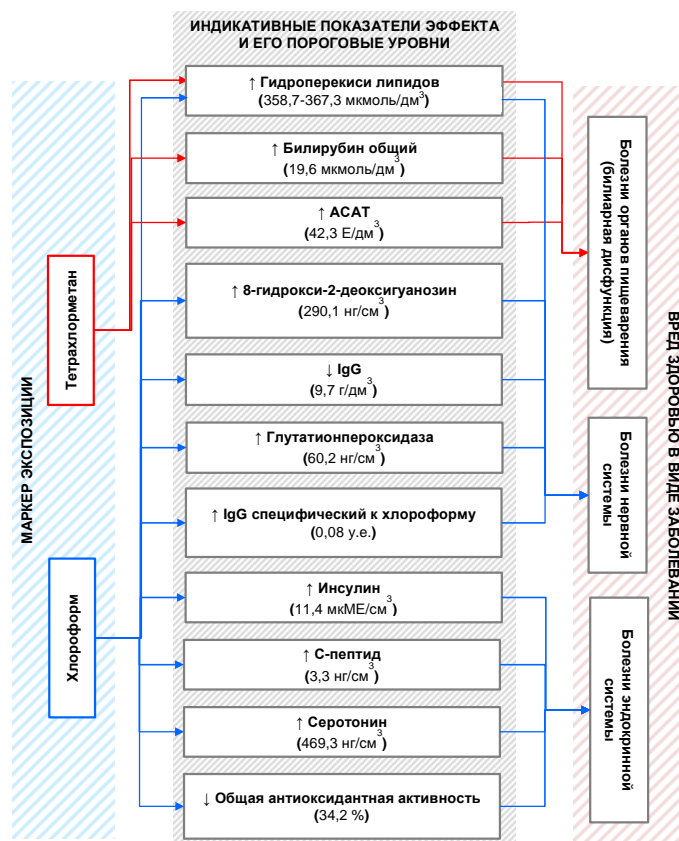 ИНДИКАТИВНЫЕ ПОКАЗАТЕЛИ ЭФФЕКТА
И ЕГО ПОРОГОВЫЕ УРОВНИ
МАРКЕР ЭКСПОЗИЦИИ
Тетрахлорметан
Хлороформ
↑ Гидроперекиси липидов
(358,7-367,3 мкмоль/дм³)
↑ Билирубин общий
(19,6 мкмоль/дм³)
↑ АСАТ
(42,3 Е/дм³)
↑ 8-гидрокси-2-деоксигуанозин
(290,1 нг/см³)
↓ IgG
(9,7 г/дм³)
↑ Глутатионпероксидаза
(60,2 нг/см³)
↑ IgG специфический к хлороформу
(0,08 у.е.)
↑ Инсулин
(11,4 мкМЕ/см³)
↑ С-пептид
(3,3 нг/см³)
↑ Серотонин
(469,3 нг/см³)
↓ Общая антиоксидантная активность
(34,2 %)
Болезни органов пищеварения
(билиарная дисфункция)
Болезни нервной
системы
Болезни эндокринной
системы
ВРЕД ЗДОРОВЬЮ В ВИДЕ ЗАБОЛЕВАНИЙ